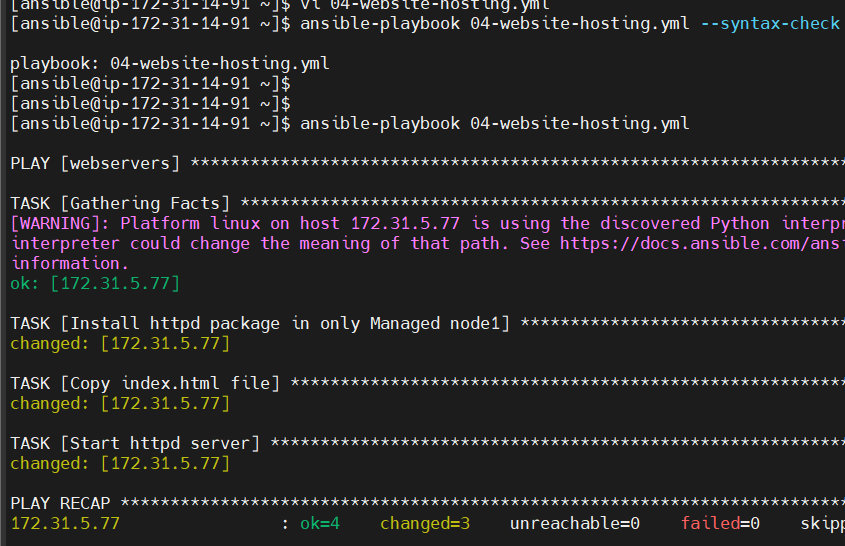 [ansible@ip-172-31-14-91 ~]$ vi 04-website-hosting.yml
[ansible@ip-172-31-14-91 ~]$ ansible-playbook 04-website-hosting.yml --syntax-check
playbook: 04-website-hosting.yml
[ansible@ip-172-31-14-91 ~]$
[ansible@ip-172-31-14-91 ~]$
[ansible@ip-172-31-14-91 ~]$ ansible-playbook 04-website-hosting.yml
PLAY [webservers] ******************************************************************
TASK [Gathering Facts] *************************************************************
[WARNING]: Platform linux on host 172.31.5.77 is using the discovered Python interpr
interpreter could change the meaning of that path. See https://docs.ansible.com/ans
information.
ok: [172.31.5.77]
TASK [Install httpd package in only Managed node1] *********************************
changed: [172.31.5.77]
TASK [Copy index.html file] ********************************************************
changed: [172.31.5.77]
TASK [Start httpd server] **********************************************************
changed: [172.31.5.77]
PLAY RECAP *************************************************************************
172.31.5.77                : ok=4    changed=3    unreachable=0    failed=0    skipp